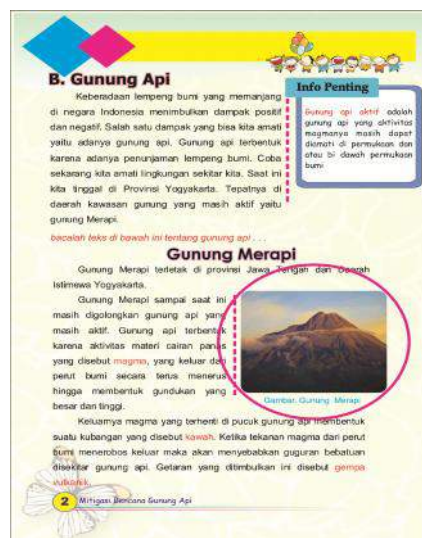 B. Gunung Api
Keberadaan lempeng bumi yang memanjang
di negara Indonesia menimbulkan dampak positif
dan negatif. Salah satu dampak yang bisa kita amati
yaitu adanya gunung api. Gunung api terbentuk
karena adanya penunjaman lempeng bumi. Coba
sekarang kita amati lingkungan sekitar kita. Saat ini
kita tinggal di Provinsi Yogyakarta. Tepatnya di
daerah kawasan gunung yang masih aktif yaitu
gunung Merapi.
Info Penting
Gunung api aktif adalah
gunung api yang aktivitas
magmanya masih dapat
diamati di permukaan dan
atau bi dawah permukaan
bumi
bacalah teks di bawah ini tentang gunung api . . .
Gunung Merapi
Gunung Merapi terletak di provinsi Jawa Tengah dan Daerah
Istimewa Yogyakarta.
Gunung Merapi sampai saat ini
masih digolongkan gunung api yang
masih aktif. Gunung api terbentuk
karena aktivitas materi cairan panas
yang disebut magma, yang keluar dari
perut bumi secara terus menerus
hingga membentuk gundukan yang
besar dan tinggi.
Gambar. Gunung Merapi
Keluarnya magma yang terhenti di pucuk gunung api membentuk
suatu kubangan yang disebut kawah. Ketika tekanan magma dari perut
bumi menerobos keluar maka akan menyebabkan guguran bebatuan
disekitar gunung api. Getaran yang ditimbulkan ini disebut gempa
vulkanik.
2 Mitigasi Bencana Gunung Api